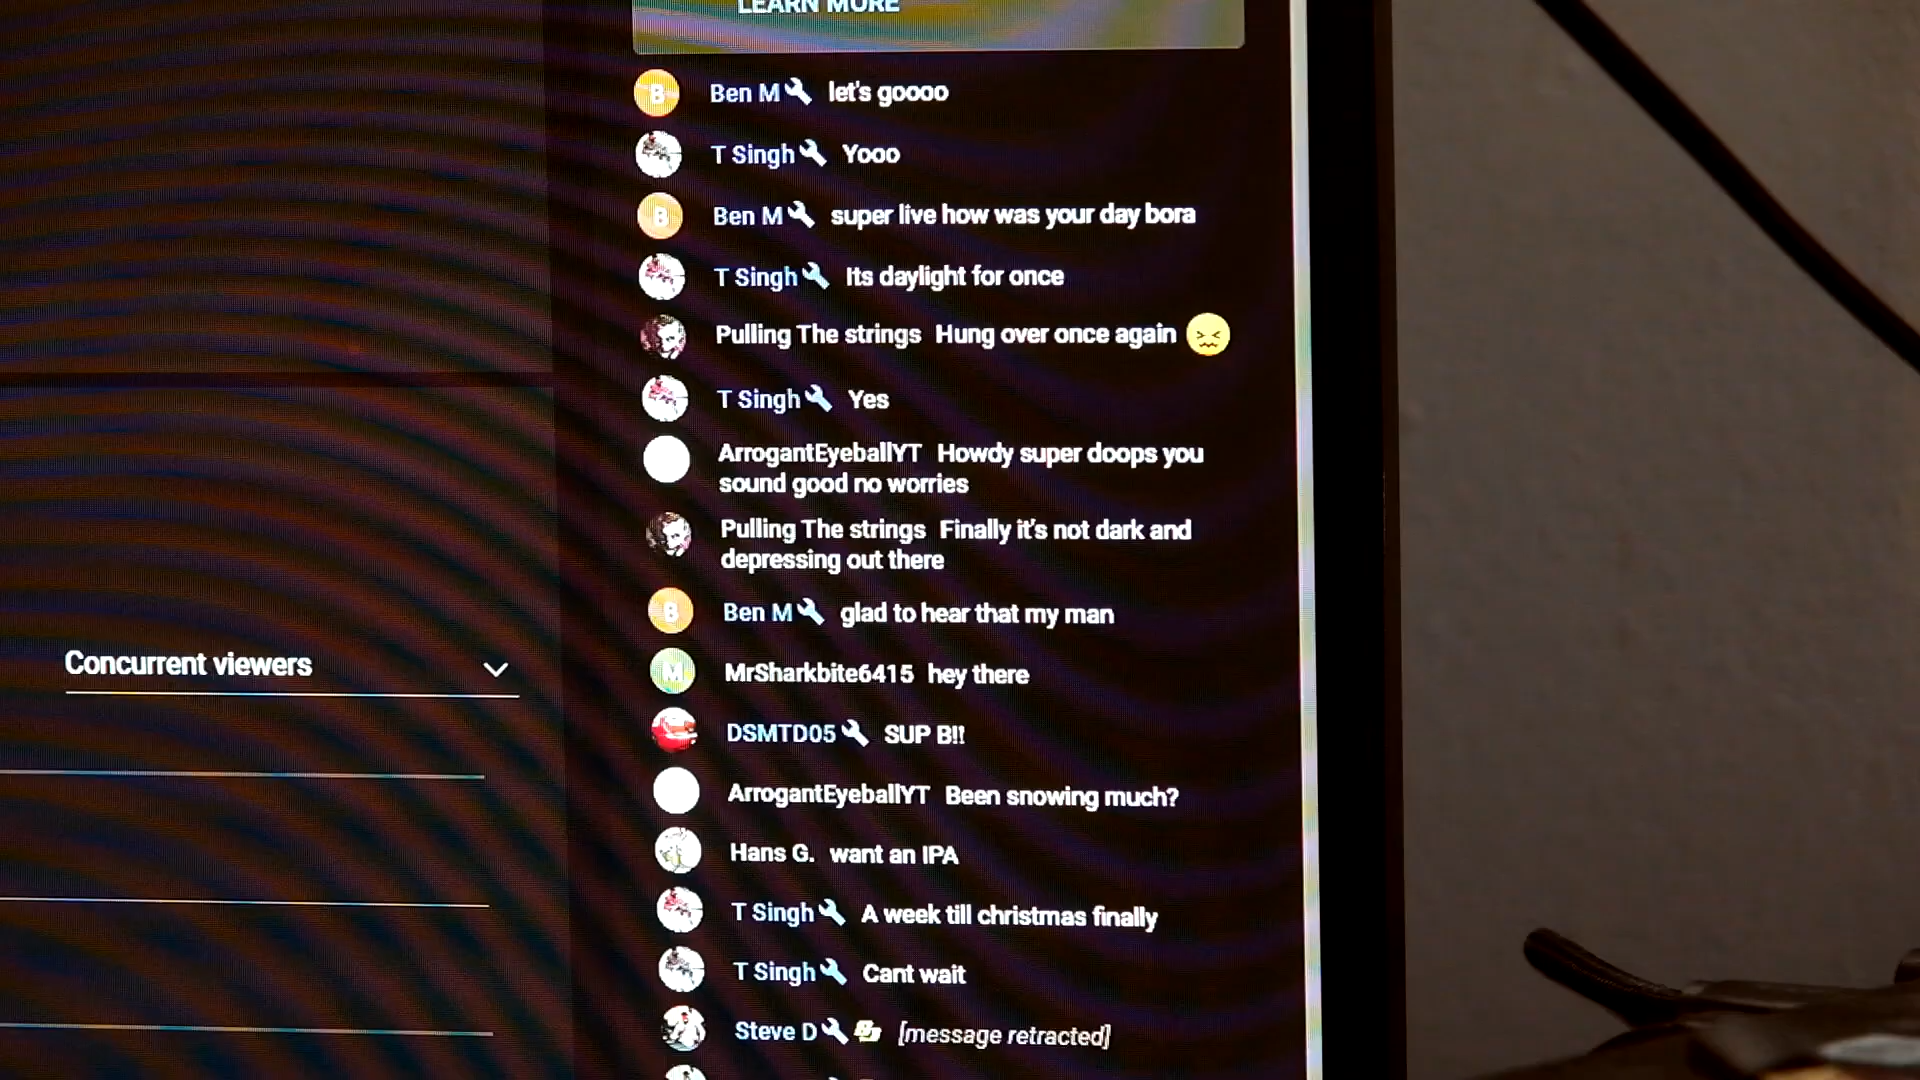 LEARN MORE
B Ben M let's goooo
T Singh Yooo
B Ben M super live how was your day bora
T Singh Its daylight for once
Pulling The strings Hung over once again
T Singh Yes
ArrogantEyeballYT Howdy super doops you
sound good no worries
Pulling The strings Finally it's not dark and
depressing out there
B Ben M glad to hear that my man
Concurrent viewers
M MrSharkbite6415 hey there
DSMTD05 SUP B!!
ArrogantEyeballYT Been snowing much?
Hans G. want an IPA
T Singh A week till christmas finally
T Singh Cant wait
Steve D [message retracted]